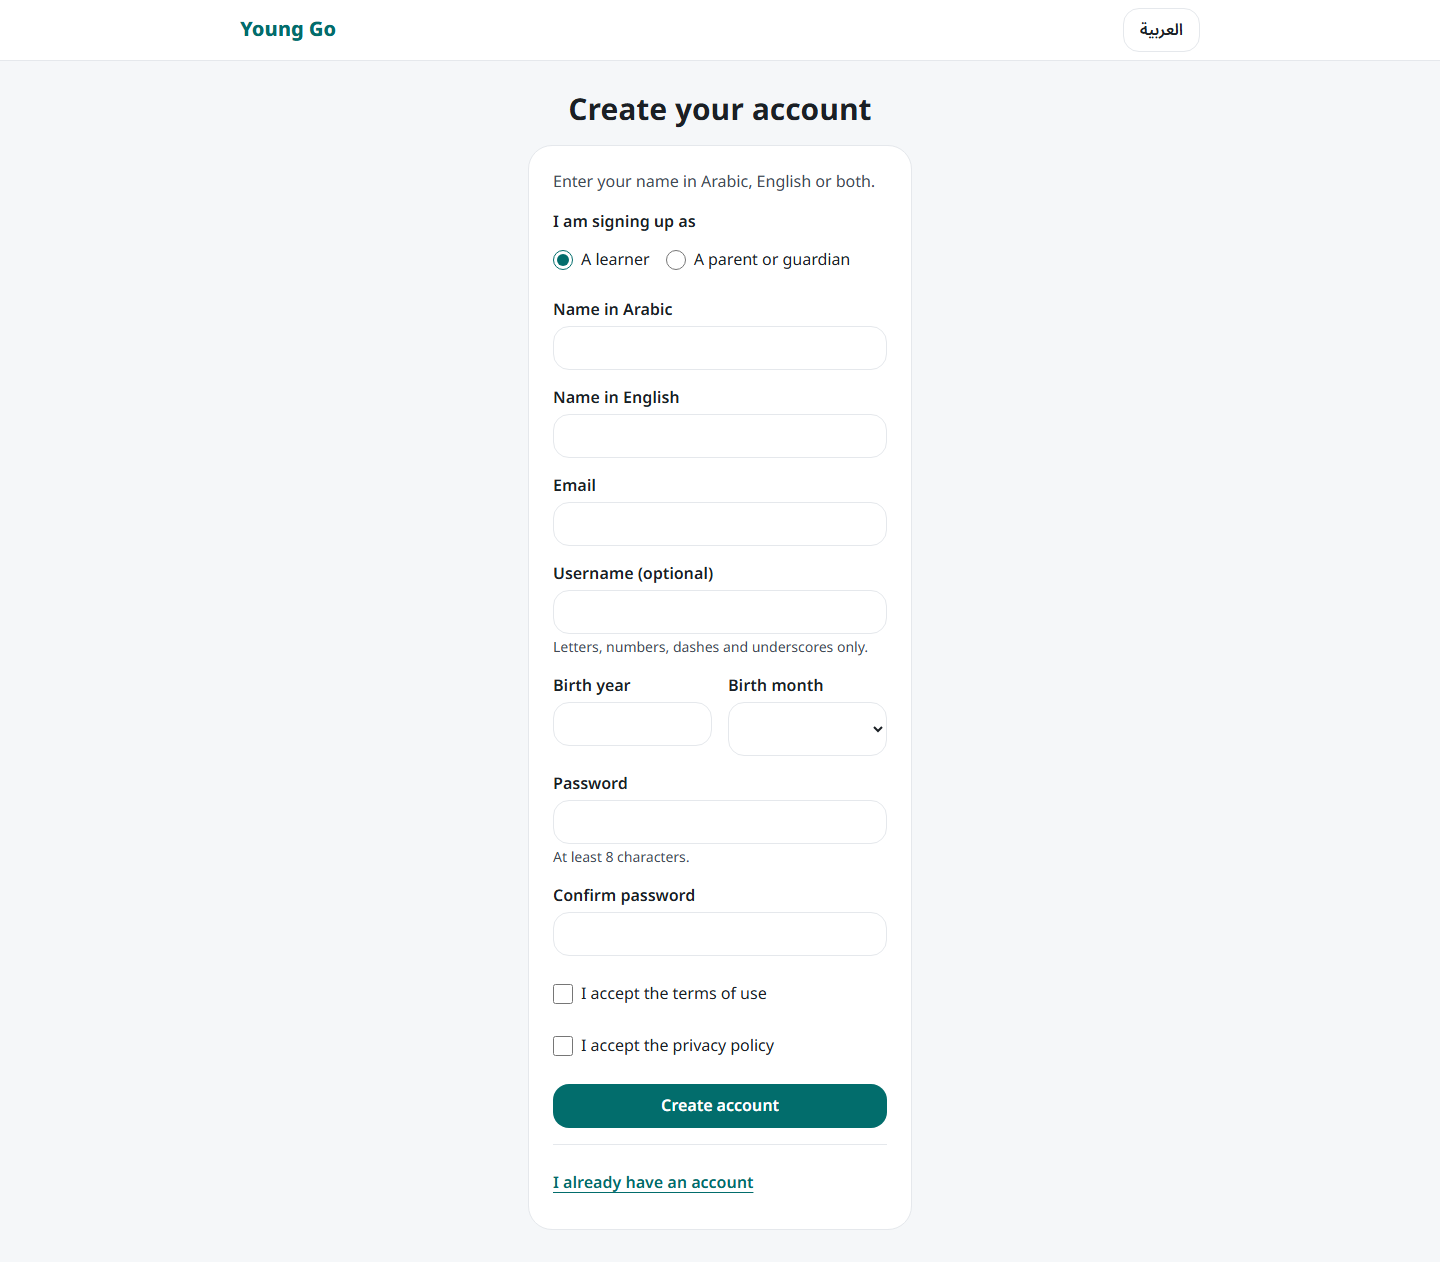 Young Go
العربية
Create your account
Enter your name in Arabic, English or both.
I am signing up as
A learner
A parent or guardian
Name in Arabic
Name in English
Email
Username (optional)
Letters, numbers, dashes and underscores only.
Birth year
Birth month
Password
At least 8 characters.
Confirm password
I accept the terms of use
I accept the privacy policy
Create account
I already have an account